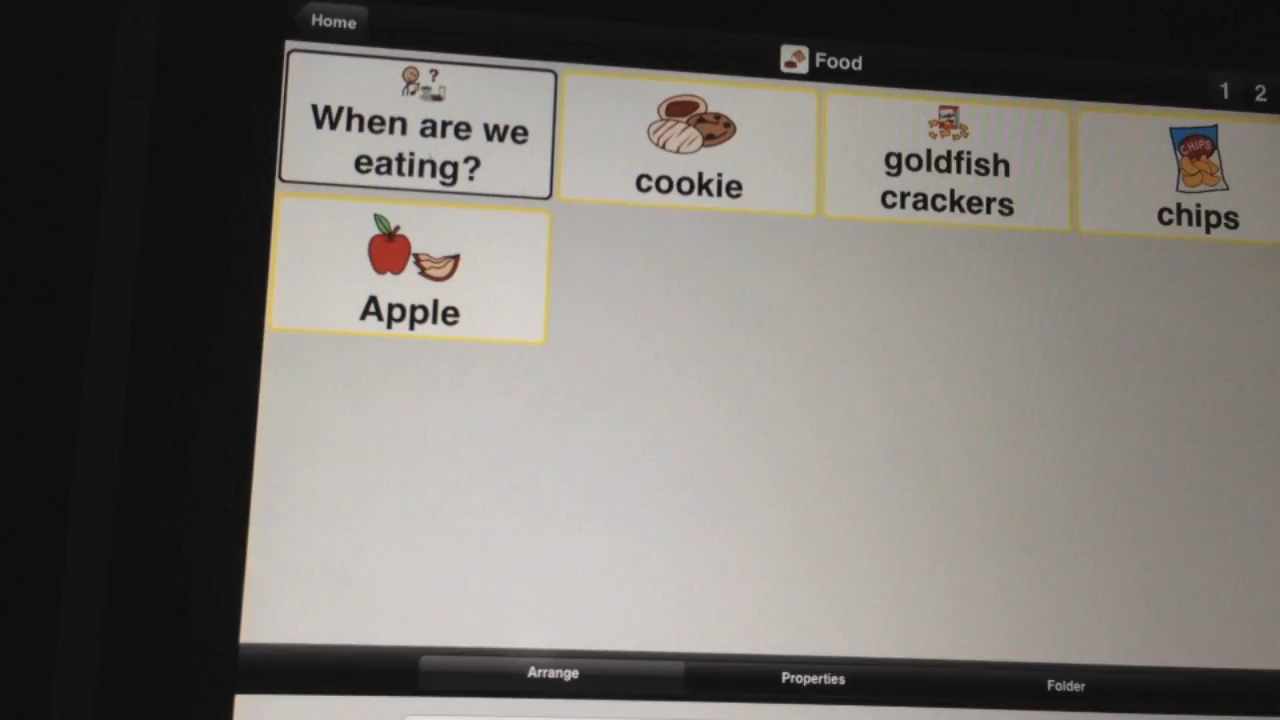 Home
Food
1 2
When are we
eating?
cookie
goldfish
crackers
CHIPS
chips
Apple
Arrange
Properties
Folder